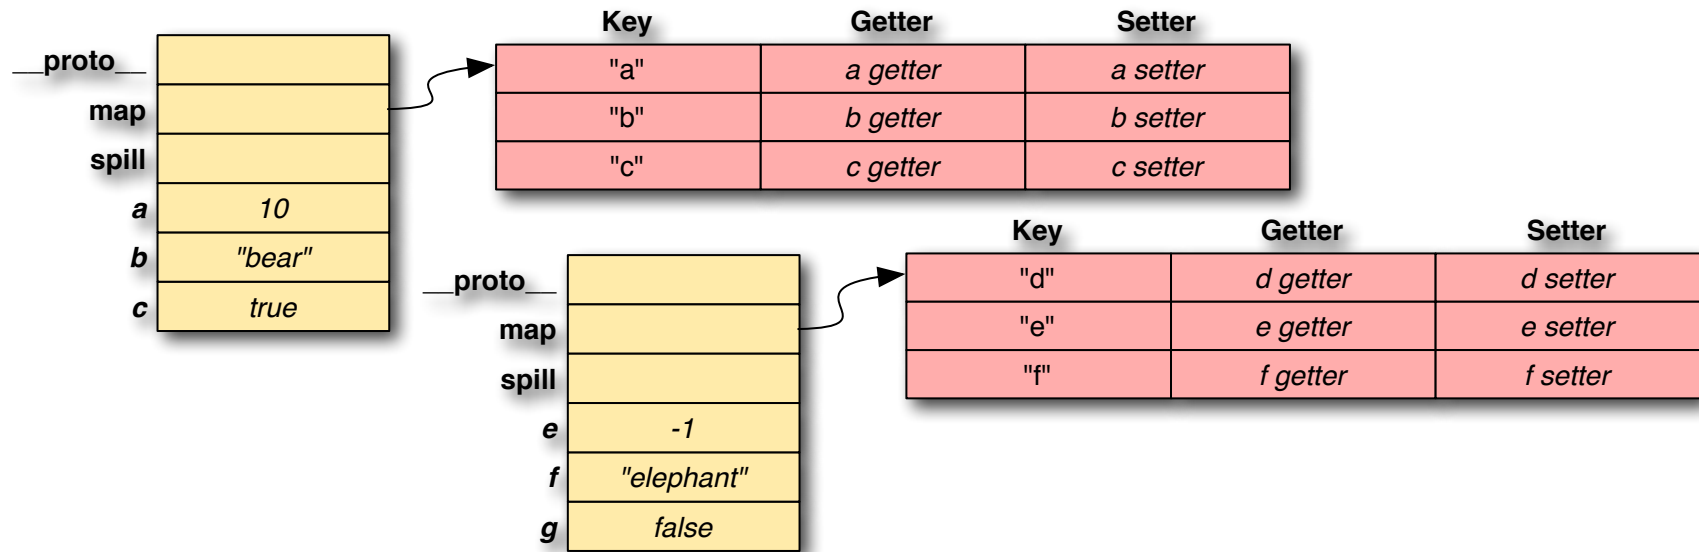 Key Getter Setter
__proto__
"a" a getter a setter
map
"b" b getter b setter
spill
"c" c getter c setter
a 10
b "bear"
c true
Key Getter Setter
__proto__
"d" d getter d setter
map
"e" e getter e setter
spill
"f" f getter f setter
e -1
f "elephant"
g false